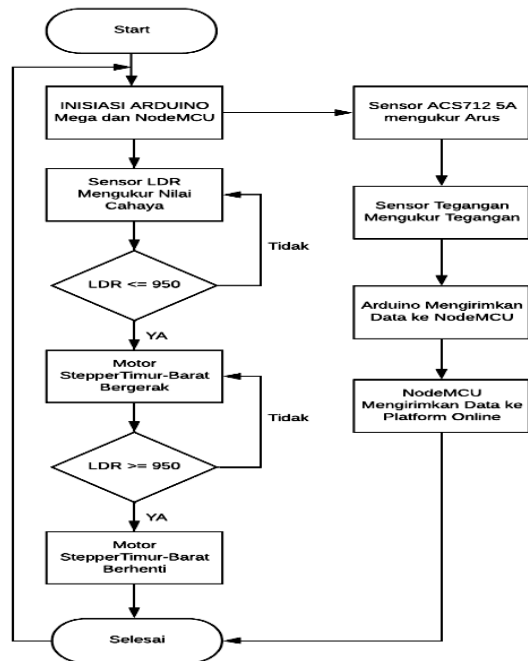 Start
INISIASI ARDUINO
Mega dan NodeMCU
Sensor LDR
Mengukur Nilai
Cahaya
Tidak
LDR <= 950
YA
Motor
StepperTimur-Barat
Bergerak
Tidak
LDR >= 950
YA
Motor
StepperTimur-Barat
Berhenti
Selesai
Sensor ACS712 5A
mengukur Arus
Sensor Tegangan
Mengukur Tegangan
Arduino Mengirimkan
Data ke NodeMCU
NodeMCU
Mengirimkan Data ke
Platform Online